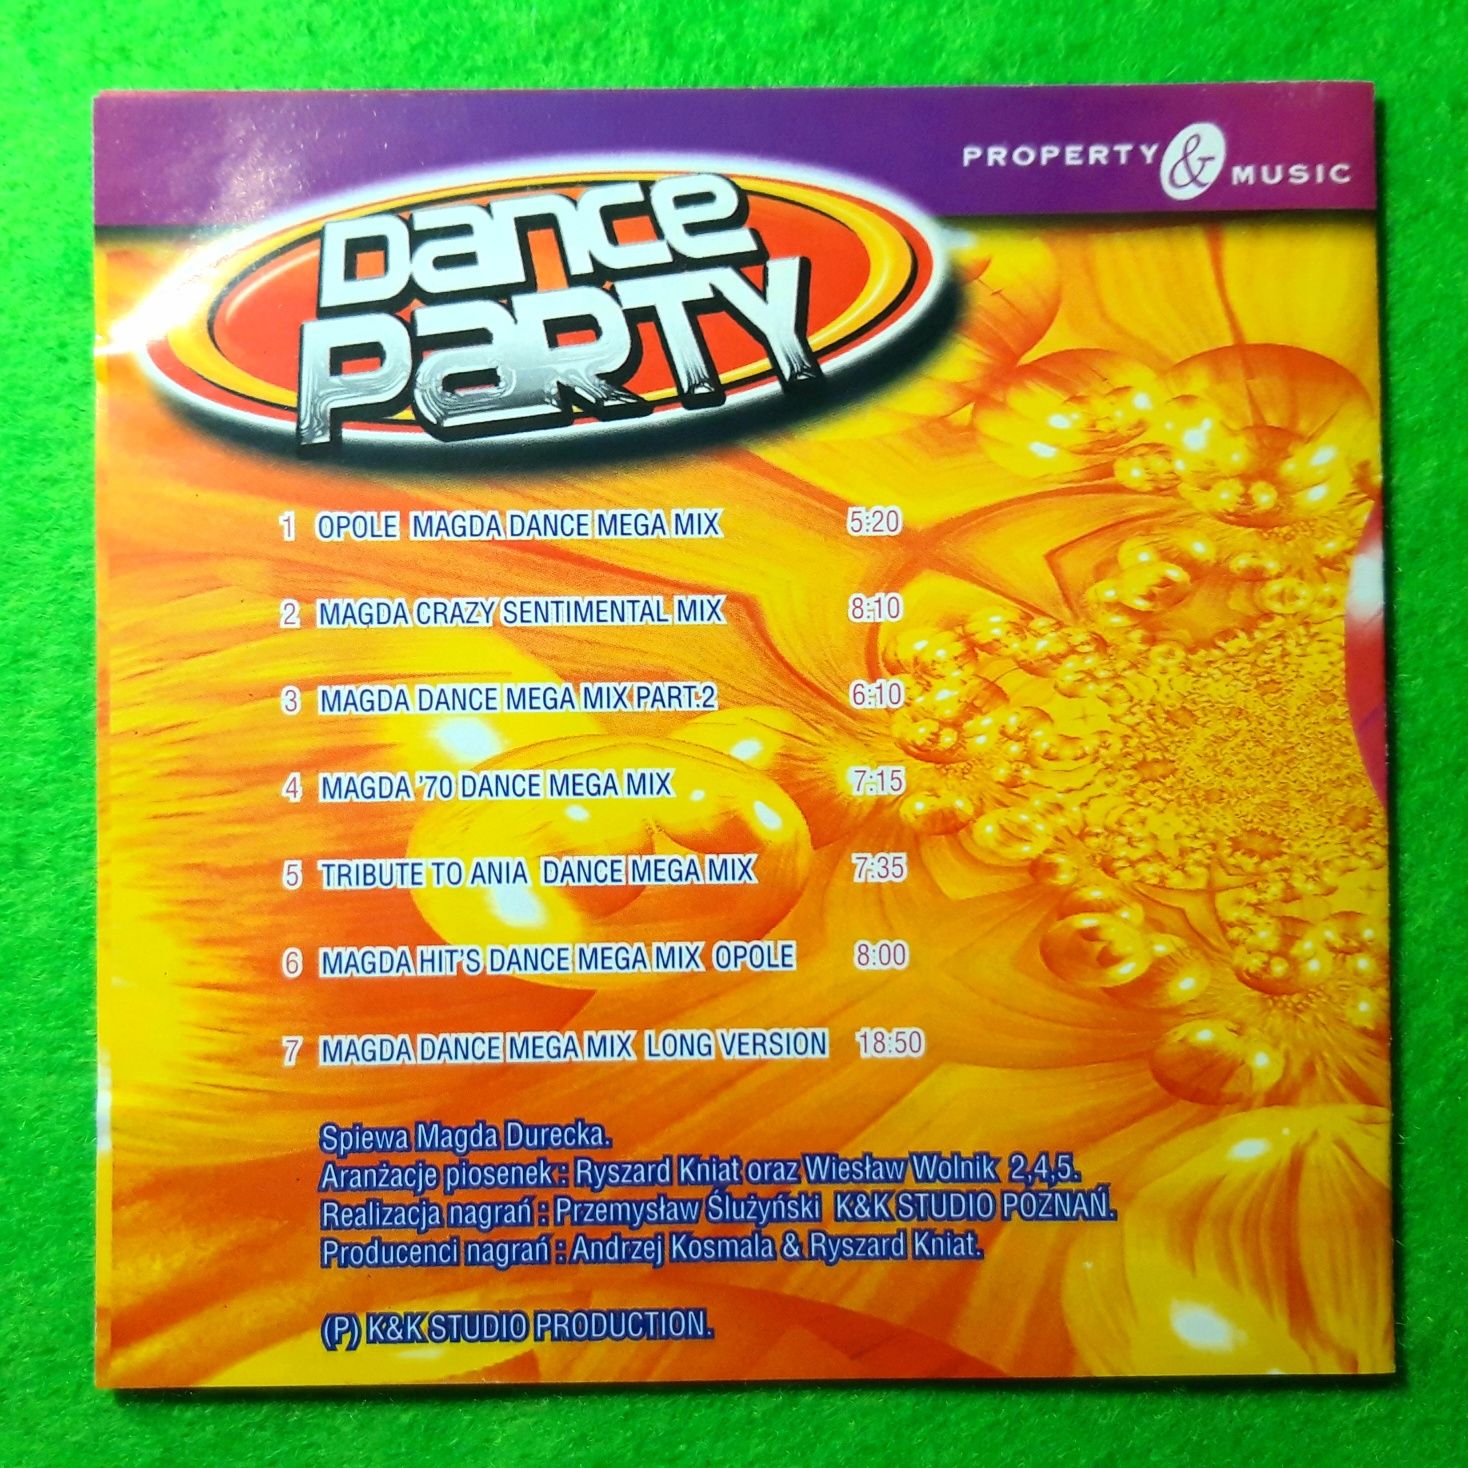 PROPERTY & MUSIC
Dance
PARTY
1 OPOLE MAGDA DANCE MEGA MIX 5:20
2 MAGDA CRAZY SENTIMENTAL MIX 8:10
3 MAGDA DANCE MEGA MIX PART.2 6:10
4 MAGDA '70 DANCE MEGA MIX 7:15
5 TRIBUTE TO ANIA DANCE MEGA MIX 7:35
6 MAGDA HIT'S DANCE MEGA MIX OPOLE 8:00
7 MAGDA DANCE MEGA MIX LONG VERSION 18:50
Spiewa Magda Durecka.
Aranżacje piosenek : Ryszard Kniat oraz Wiesław Wolnik 2,4,5.
Realizacja nagrań : Przemysław Ślużyński K&K STUDIO POZNAŃ.
Producenci nagrań : Andrzej Kosmala & Ryszard Kniat.
(P) K&K STUDIO PRODUCTION.